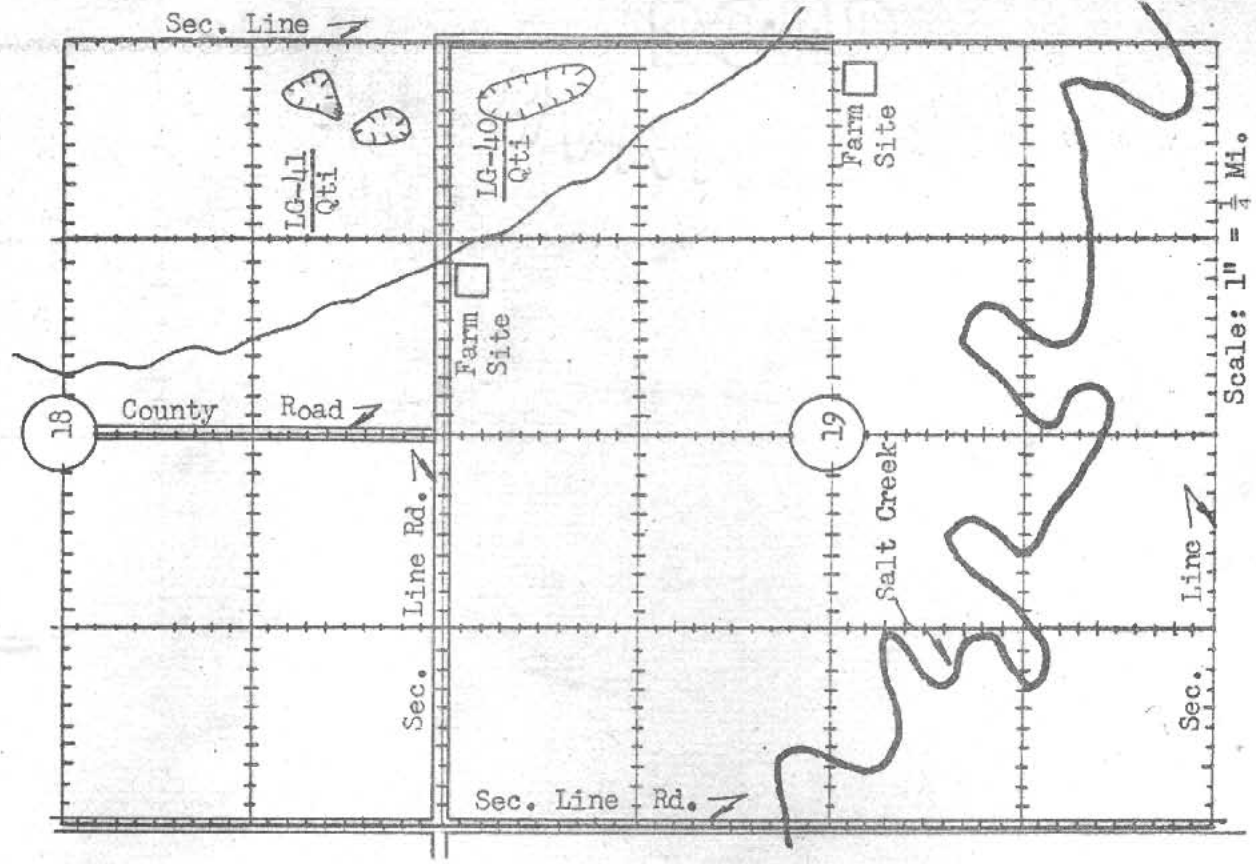 Sec. Line
LG-41
Qti
LG-40
Qti
Farm
Site
Farm
Site
18
County Road
Sec. Line Rd.
19
Salt Creek
Sec. Line Rd.
Sec. Line
Scale: 1" = 1/4 Mi.